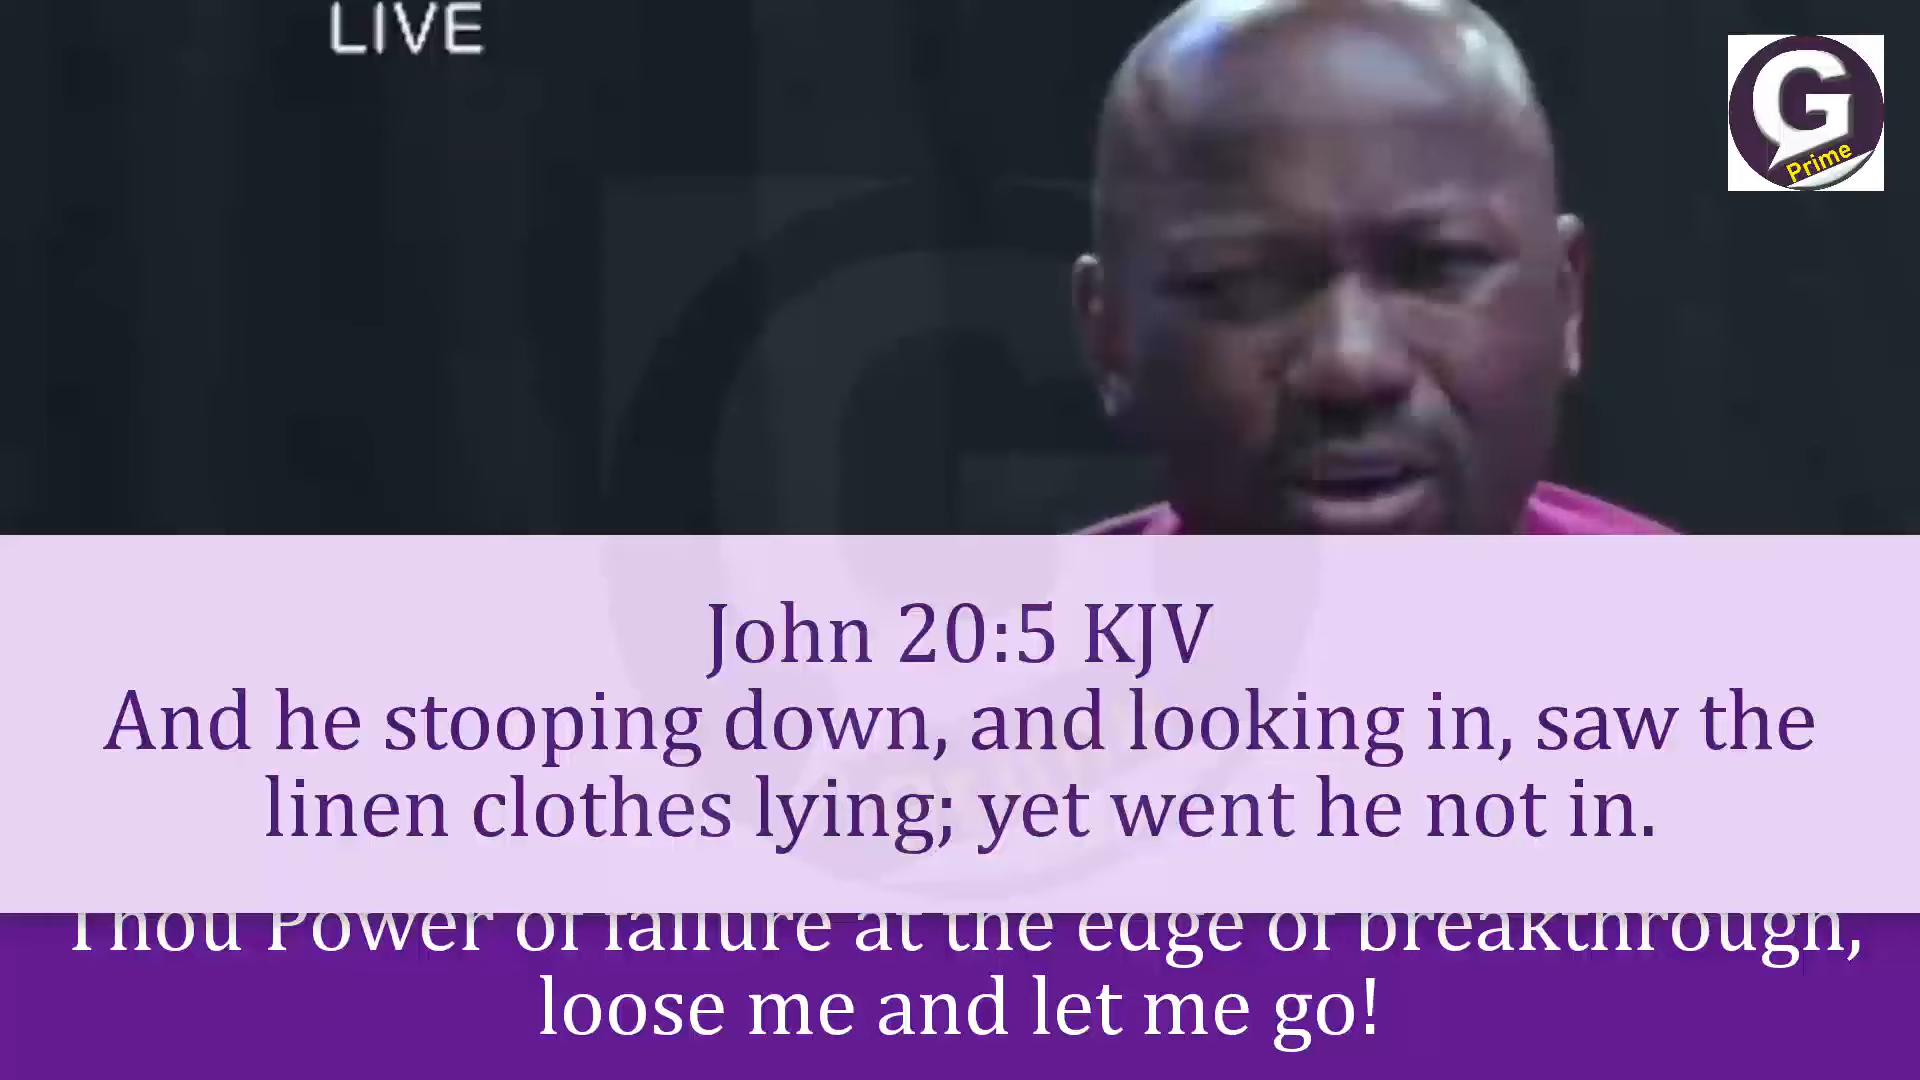 LIVE
G
Prime
John 20:5 KJV
And he stooping down, and looking in, saw the
linen clothes lying; yet went he not in.
Thou Power of failure at the edge of breakthrough,
loose me and let me go!